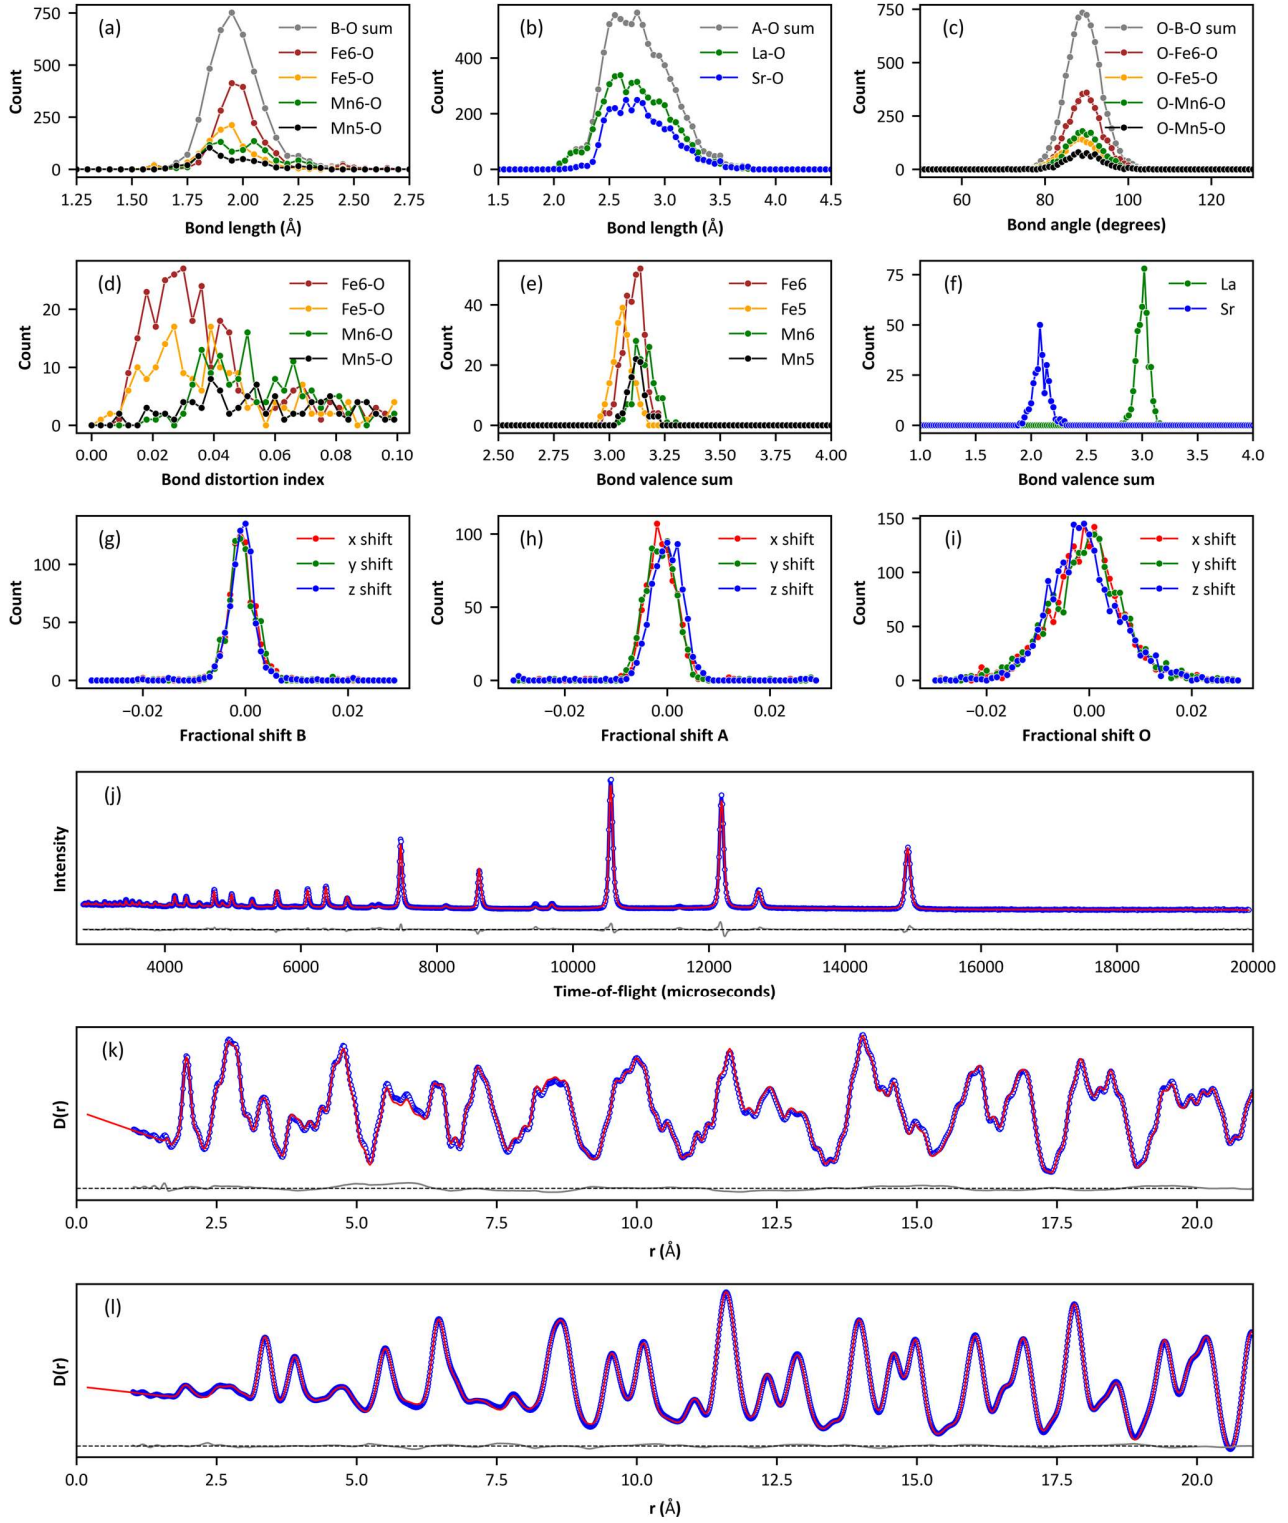 (a)
B-O sum
Fe6-O
Fe5-O
Mn6-O
Mn5-O
Count
750
500
250
0
1.25 1.50 1.75 2.00 2.25 2.50 2.75
Bond length (Å)
(b)
A-O sum
La-O
Sr-O
Count
400
200
0
1.5 2.0 2.5 3.0 3.5 4.0 4.5
Bond length (Å)
(c)
O-B-O sum
O-Fe6-O
O-Fe5-O
O-Mn6-O
O-Mn5-O
Count
750
500
250
0
60 80 100 120
Bond angle (degrees)
(d)
Fe6-O
Fe5-O
Mn6-O
Mn5-O
Count
20
10
0
0.00 0.02 0.04 0.06 0.08 0.10
Bond distortion index
(e)
Fe6
Fe5
Mn6
Mn5
Count
40
20
0
2.50 2.75 3.00 3.25 3.50 3.75 4.00
Bond valence sum
(f)
La
Sr
Count
75
50
25
0
1.0 1.5 2.0 2.5 3.0 3.5 4.0
Bond valence sum
(g)
x shift
y shift
z shift
Count
100
50
0
−0.02 0.00 0.02
Fractional shift B
(h)
x shift
y shift
z shift
Count
100
50
0
−0.02 0.00 0.02
Fractional shift A
(i)
x shift
y shift
z shift
Count
150
100
50
0
−0.02 0.00 0.02
Fractional shift O
(j)
Intensity
4000 6000 8000 10000 12000 14000 16000 18000 20000
Time-of-flight (microseconds)
(k)
D(r)
0.0 2.5 5.0 7.5 10.0 12.5 15.0 17.5 20.0
r (Å)
(l)
D(r)
0.0 2.5 5.0 7.5 10.0 12.5 15.0 17.5 20.0
r (Å)